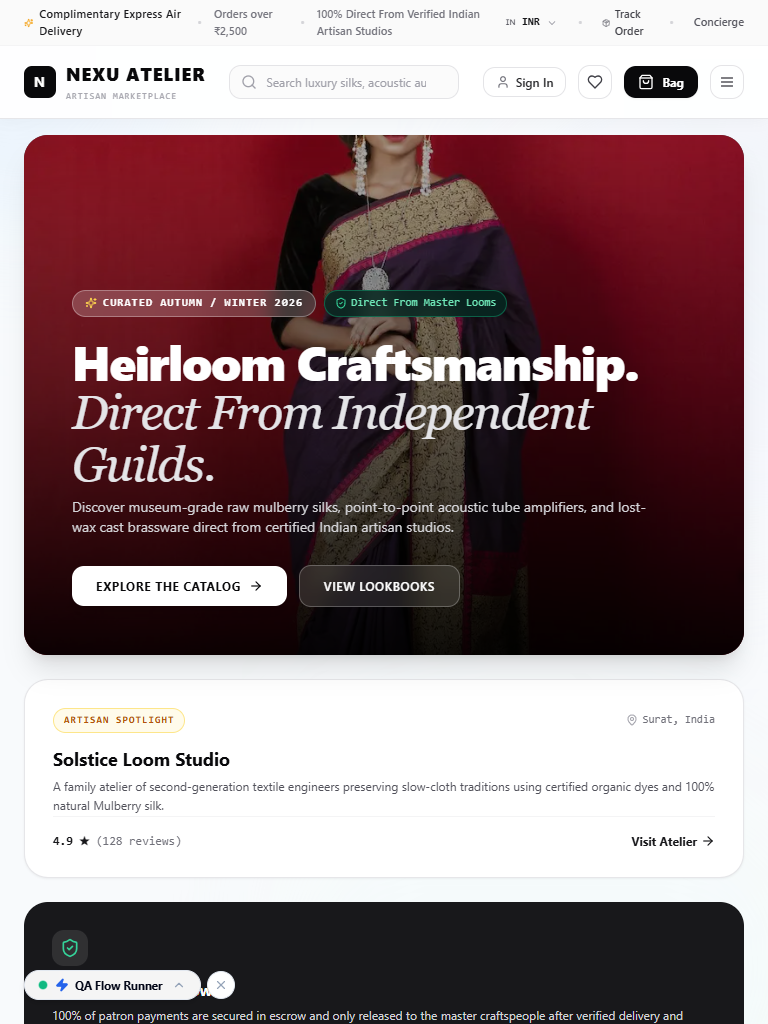 Complimentary Express Air
Delivery
Orders over
₹2,500
100% Direct From Verified Indian
Artisan Studios
IN INR
Track
Order
Concierge
N
NEXU ATELIER
ARTISAN MARKETPLACE
Search luxury silks, acoustic au
Sign In
Bag
CURATED AUTUMN / WINTER 2026
Direct From Master Looms
Heirloom Craftsmanship.
Direct From Independent
Guilds.
Discover museum-grade raw mulberry silks, point-to-point acoustic tube amplifiers, and lost-
wax cast brassware direct from certified Indian artisan studios.
EXPLORE THE CATALOG →
VIEW LOOKBOOKS
ARTISAN SPOTLIGHT
Surat, India
Solstice Loom Studio
A family atelier of second-generation textile engineers preserving slow-cloth traditions using certified organic dyes and 100%
natural Mulberry silk.
4.9 ★ (128 reviews)
Visit Atelier →
QA Flow Runner
100% of patron payments are secured in escrow and only released to the master craftspeople after verified delivery and